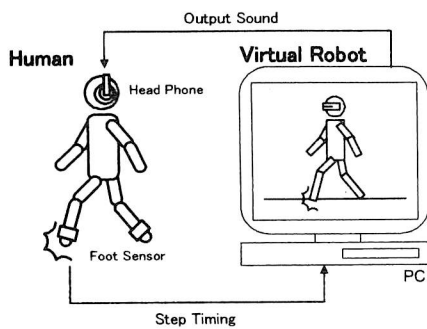 Output Sound
Human
Virtual Robot
Head Phone
Foot Sensor
PC
Step Timing